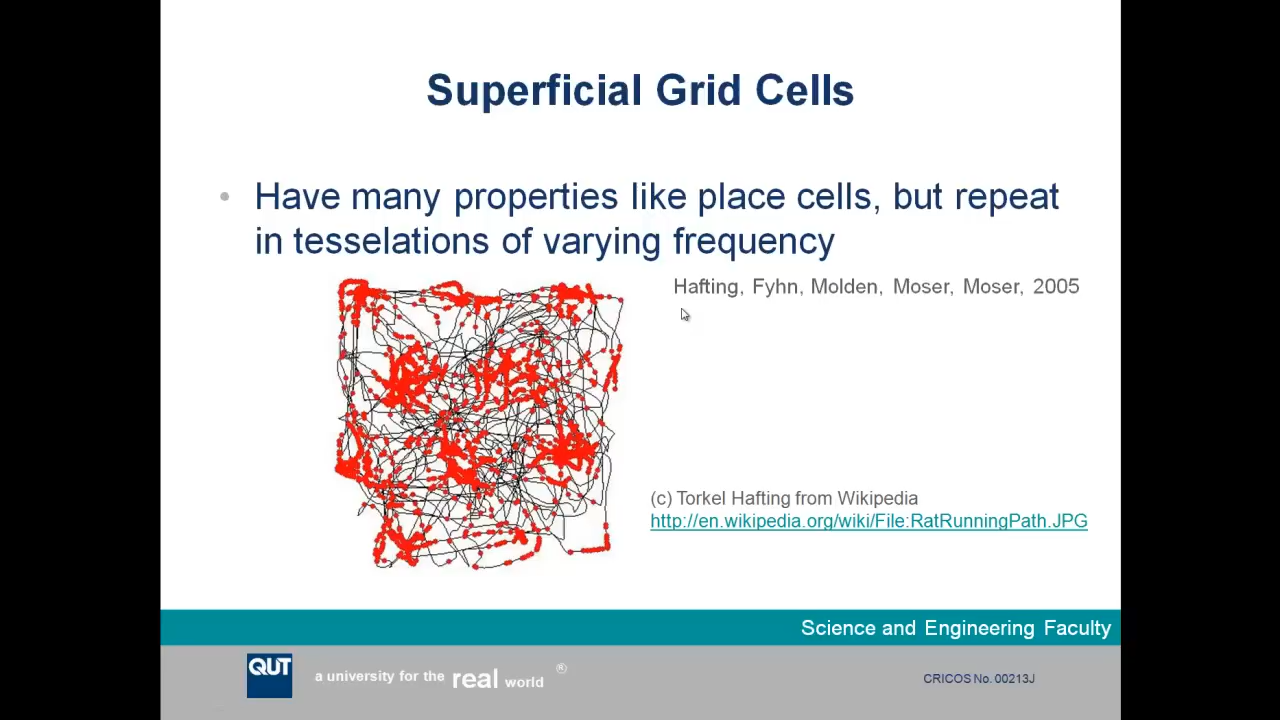 Superficial Grid Cells
• Have many properties like place cells, but repeat
in tesselations of varying frequency
Hafting, Fyhn, Molden, Moser, Moser, 2005
(c) Torkel Hafting from Wikipedia
http://en.wikipedia.org/wiki/File:RatRunningPath.JPG
Science and Engineering Faculty
QUT
a university for the real world ®
CRICOS No. 00213J